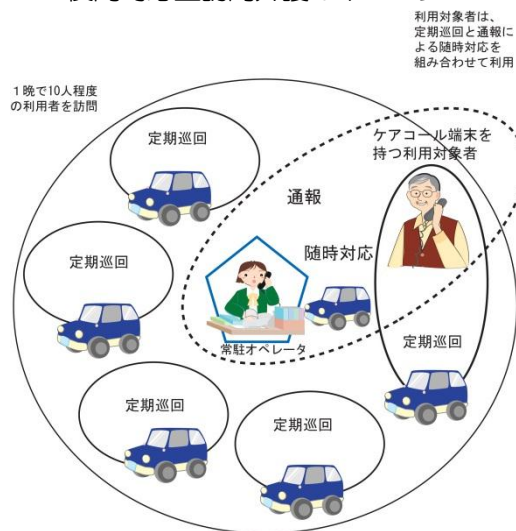 利用対象者は、
定期巡回と通報に
よる随時対応を
組み合わせて利用
１晩で10人程度
の利用者を訪問
定期巡回
ケアコール端末を
持つ利用対象者
通報
随時対応
定期巡回
常駐オペレータ
定期巡回
定期巡回
定期巡回